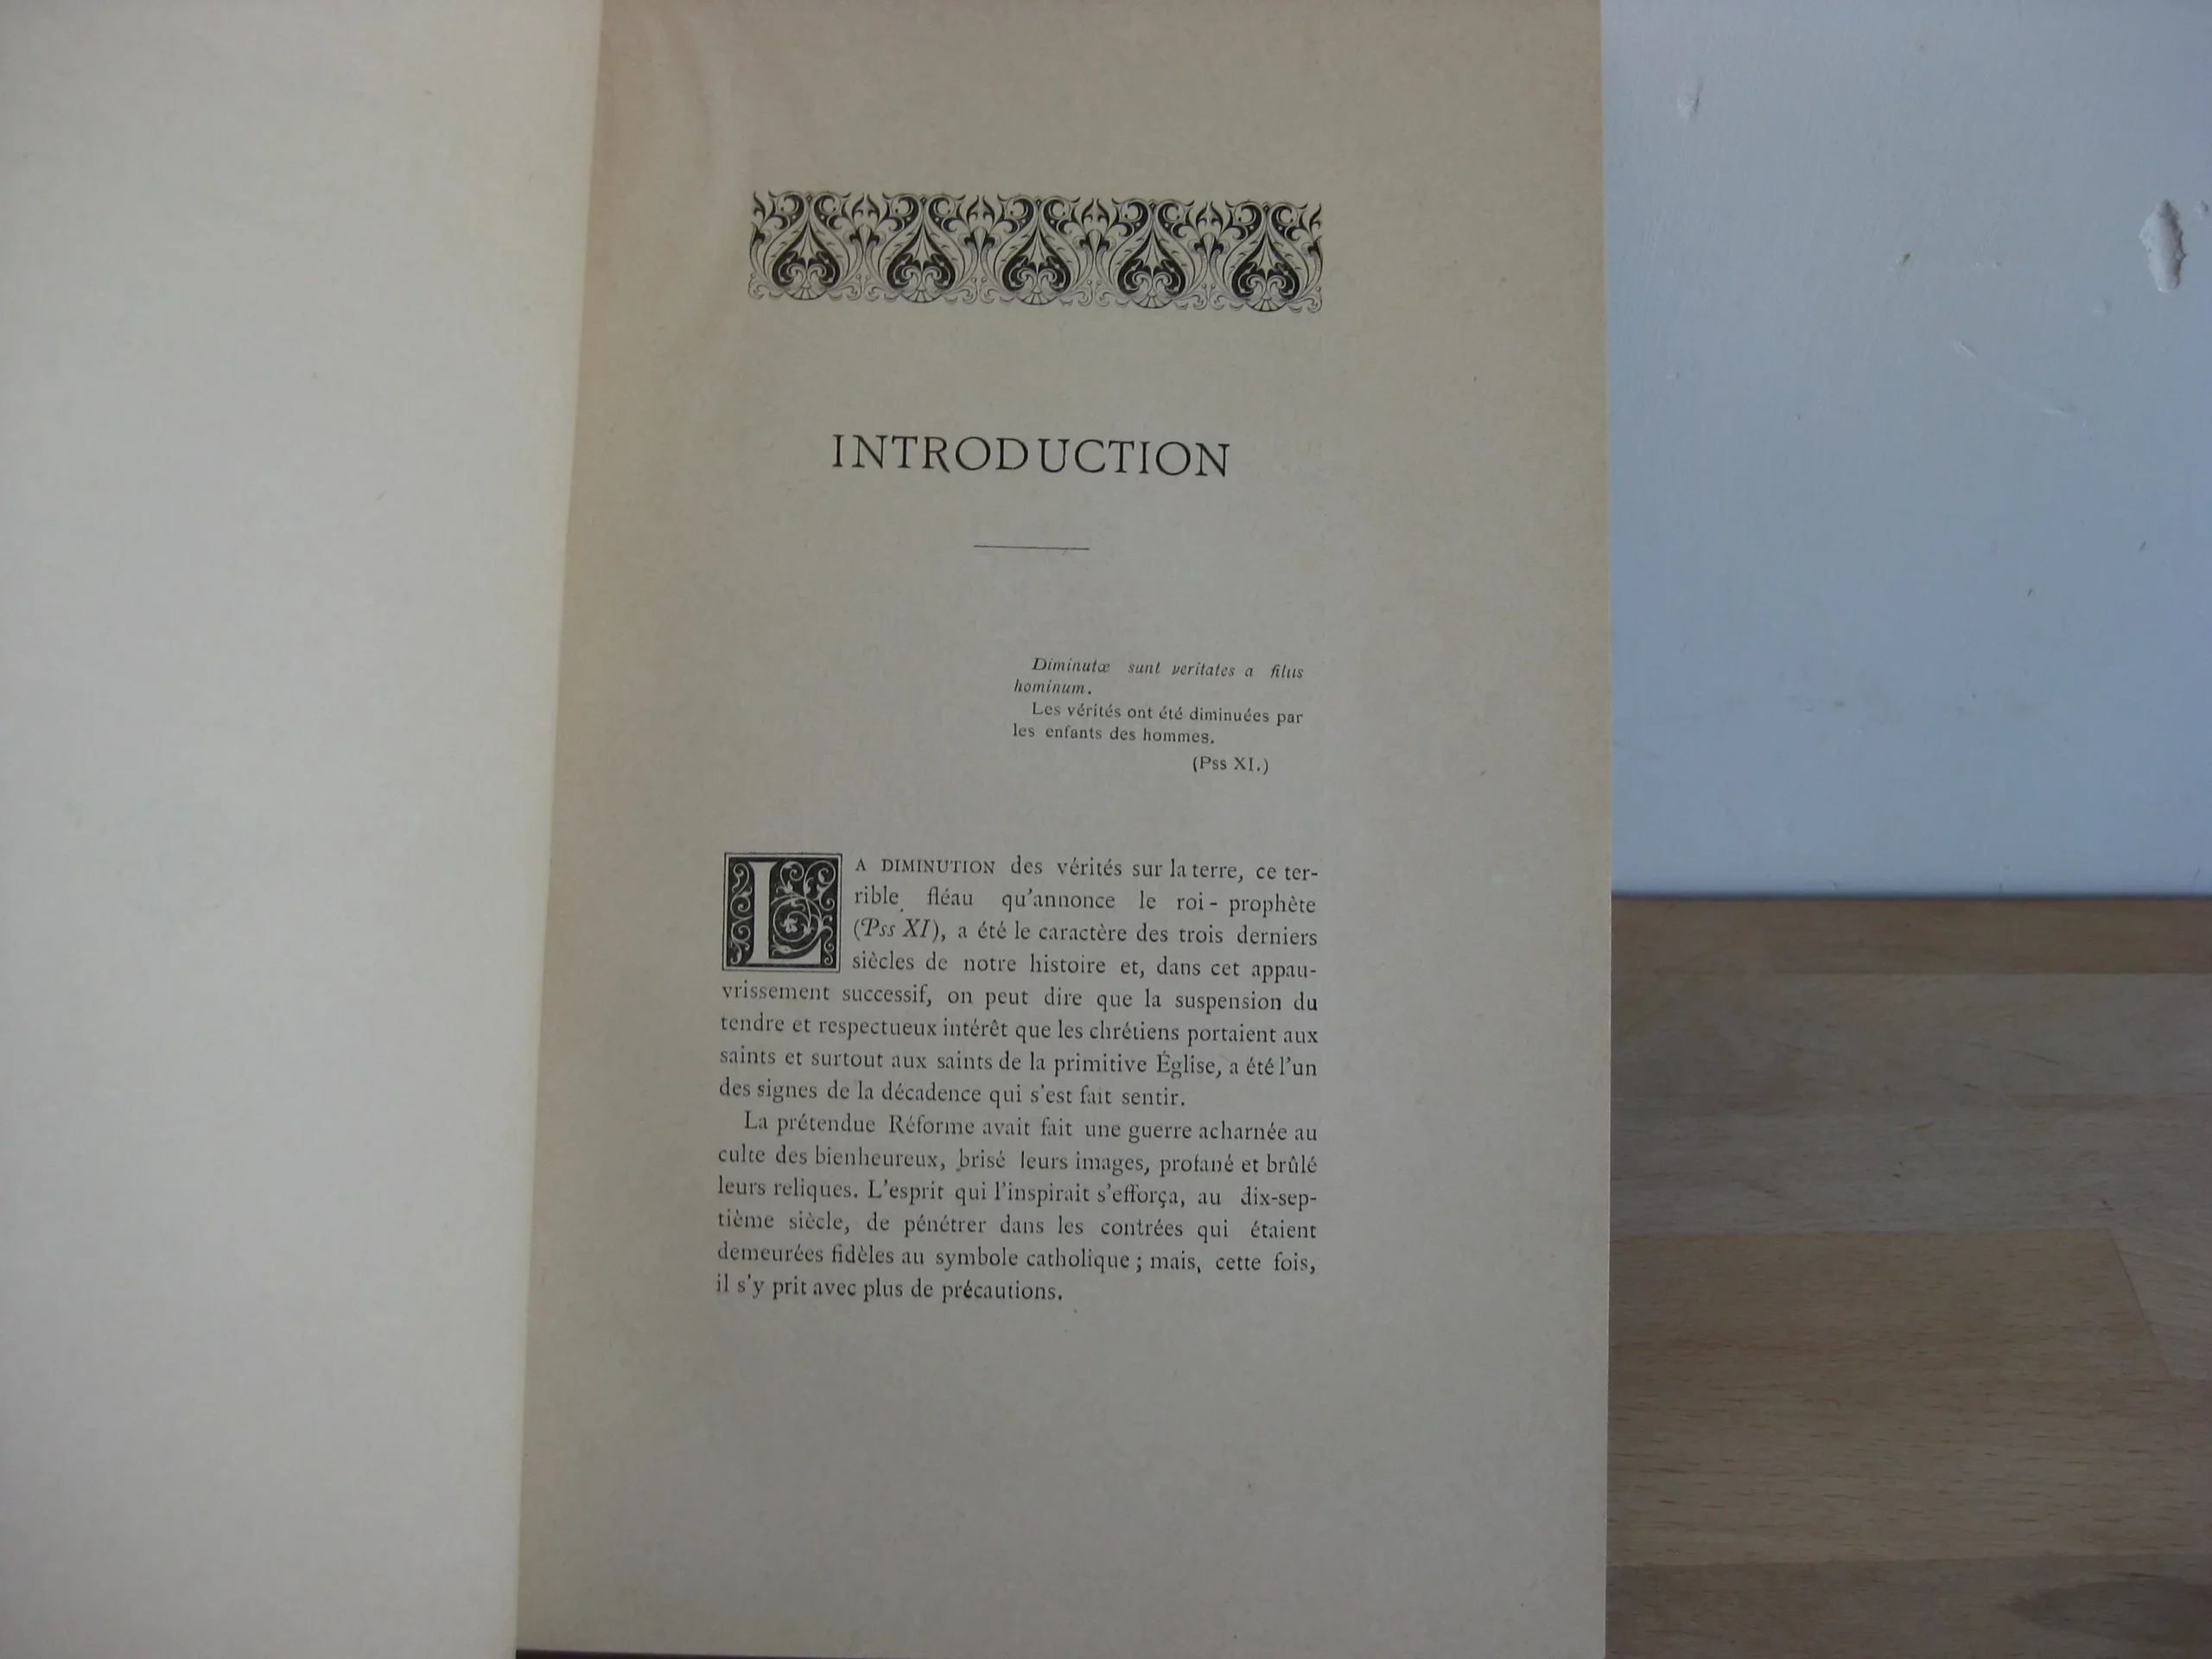 INTRODUCTION
Diminutæ sunt veritates a filiis
hominum.
Les vérités ont été diminuées par
les enfants des hommes.
(Pss XI.)
LA DIMINUTION des vérités sur la terre, ce ter-
rible fléau qu'annonce le roi-prophète
(Pss XI), a été le caractère des trois derniers
siècles de notre histoire et, dans cet appau-
vrissement successif, on peut dire que la suspension du
tendre et respectueux intérêt que les chrétiens portaient aux
saints et surtout aux saints de la primitive Église, a été l'un
des signes de la décadence qui s'est fait sentir.
La prétendue Réforme avait fait une guerre acharnée au
culte des bienheureux, brisé leurs images, profané et brûlé
leurs reliques. L'esprit qui l'inspirait s'efforça, au dix-sep-
tième siècle, de pénétrer dans les contrées qui étaient
demeurées fidèles au symbole catholique ; mais, cette fois,
il s'y prit avec plus de précautions.